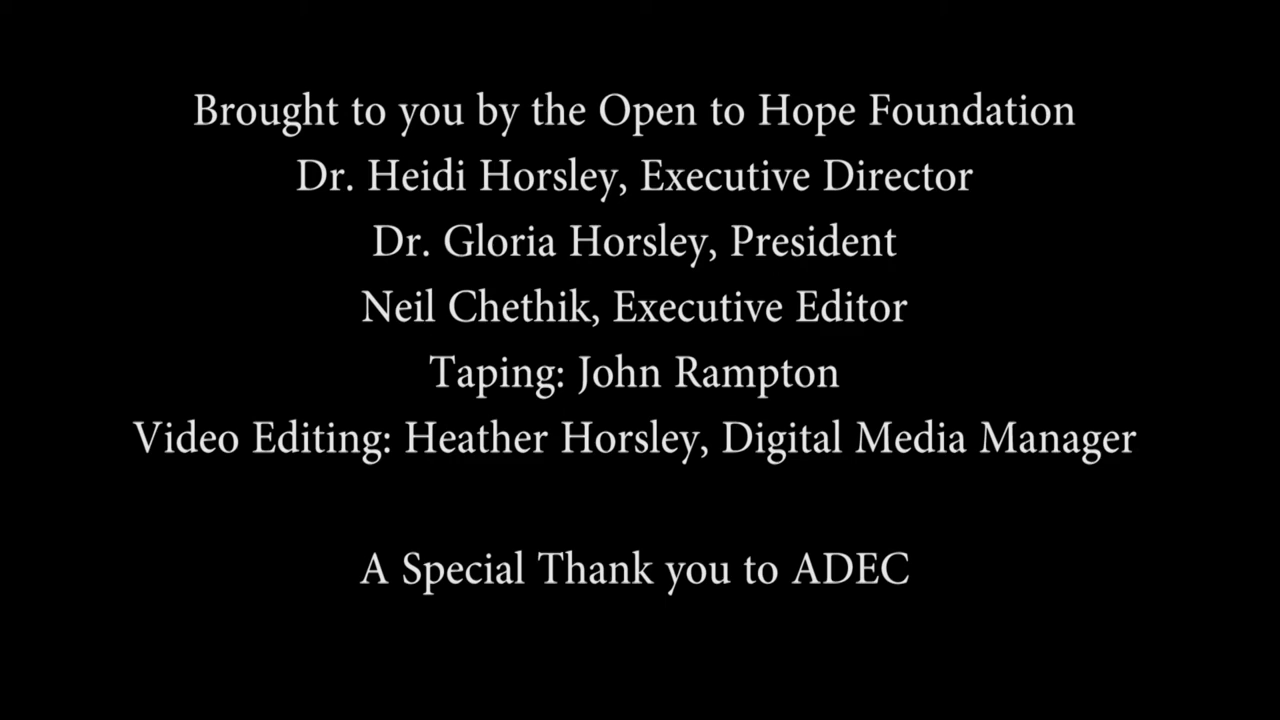 Brought to you by the Open to Hope Foundation
Dr. Heidi Horsley, Executive Director
Dr. Gloria Horsley, President
Neil Chethik, Executive Editor
Taping: John Rampton
Video Editing: Heather Horsley, Digital Media Manager
A Special Thank you to ADEC